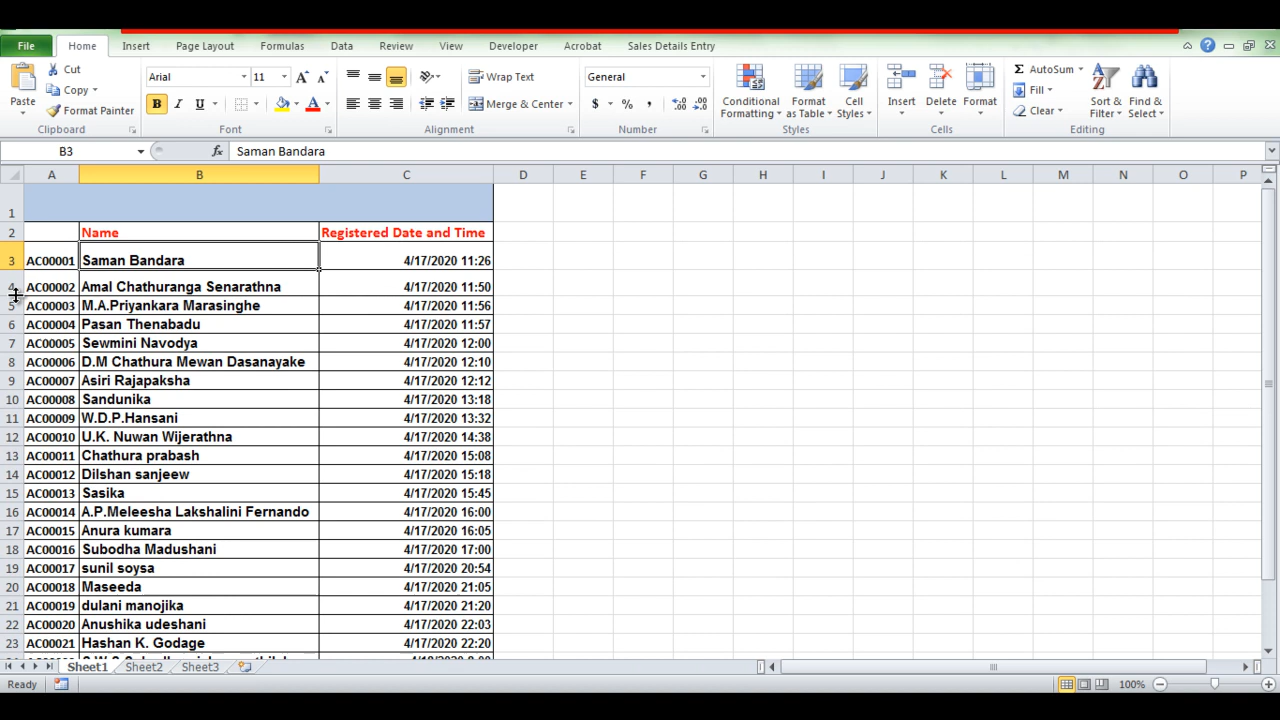 File Home Insert Page Layout Formulas Data Review View Developer Acrobat Sales Details Entry
Cut
Copy
Format Painter
Paste
Clipboard
Arial 11
B I U
Font
Wrap Text
Merge & Center
Alignment
General
$ % ,
Number
Conditional Formatting
Format as Table
Cell Styles
Styles
Insert Delete Format
Cells
AutoSum
Fill
Clear
Sort & Filter
Find & Select
Editing
B3 fx Saman Bandara
A B C D E F G H I J K L M N O P
1
2 Name Registered Date and Time
3 AC00001 Saman Bandara 4/17/2020 11:26
4 AC00002 Amal Chathuranga Senarathna 4/17/2020 11:50
5 AC00003 M.A.Priyankara Marasinghe 4/17/2020 11:56
6 AC00004 Pasan Thenabadu 4/17/2020 11:57
7 AC00005 Sewmini Navodya 4/17/2020 12:00
8 AC00006 D.M Chathura Mewan Dasanayake 4/17/2020 12:10
9 AC00007 Asiri Rajapaksha 4/17/2020 12:12
10 AC00008 Sandunika 4/17/2020 13:18
11 AC00009 W.D.P.Hansani 4/17/2020 13:32
12 AC00010 U.K. Nuwan Wijerathna 4/17/2020 14:38
13 AC00011 Chathura prabash 4/17/2020 15:08
14 AC00012 Dilshan sanjeew 4/17/2020 15:18
15 AC00013 Sasika 4/17/2020 15:45
16 AC00014 A.P.Meleesha Lakshalini Fernando 4/17/2020 16:00
17 AC00015 Anura kumara 4/17/2020 16:05
18 AC00016 Subodha Madushani 4/17/2020 17:00
19 AC00017 sunil soysa 4/17/2020 20:54
20 AC00018 Maseeda 4/17/2020 21:05
21 AC00019 dulani manojika 4/17/2020 21:20
22 AC00020 Anushika udeshani 4/17/2020 22:03
23 AC00021 Hashan K. Godage 4/17/2020 22:20
Sheet1 Sheet2 Sheet3
Ready 100%